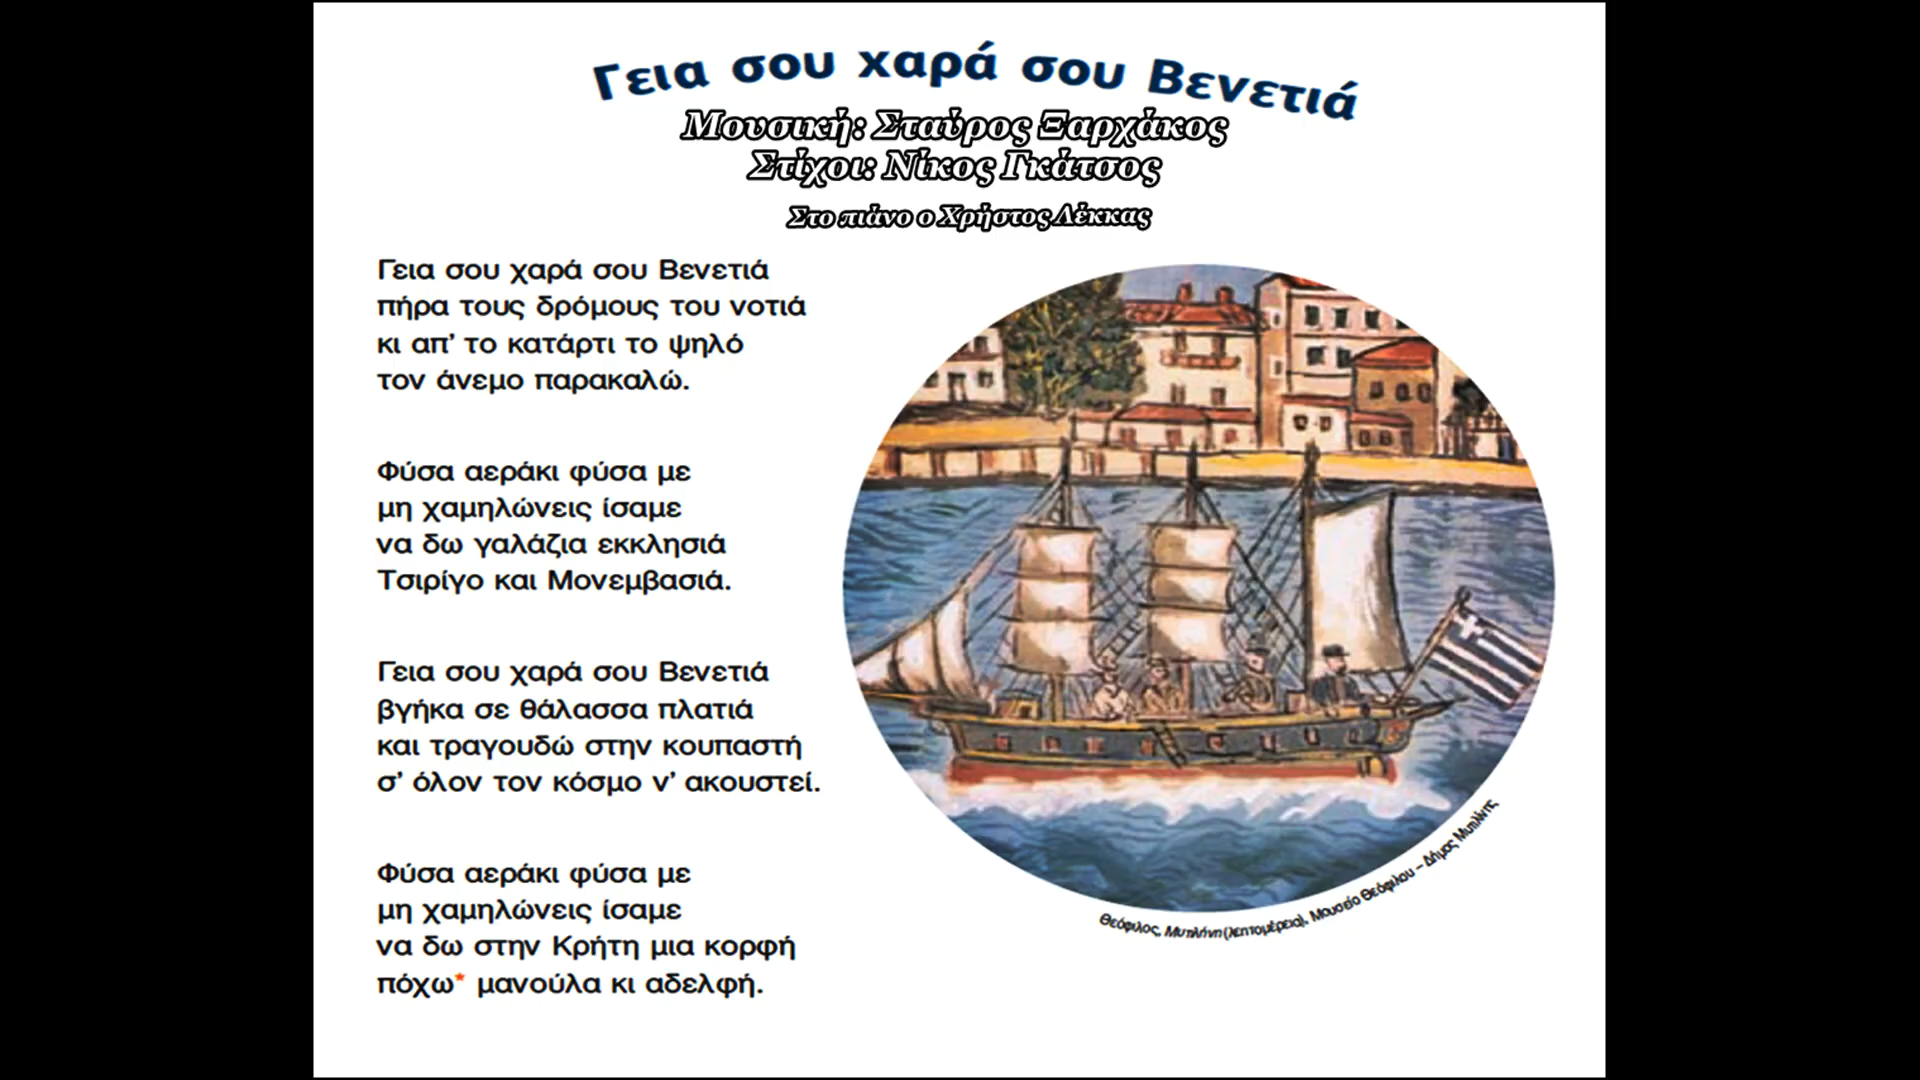 Γεια σου χαρά σου Βενετιά
Μουσική: Σταύρος Ξαρχάκος
Στίχοι: Νίκος Γκάτσος
Στο πιάνο ο Χρήστος Λέκκας
Γεια σου χαρά σου Βενετιά
πήρα τους δρόμους του νοτιά
κι απ’ το κατάρτι το ψηλό
τον άνεμο παρακαλώ.
Φύσα αεράκι φύσα με
μη χαμηλώνεις ίσαμε
να δω γαλάζια εκκλησιά
Τσιρίγο και Μονεμβασιά.
Γεια σου χαρά σου Βενετιά
βγήκα σε θάλασσα πλατιά
και τραγουδώ στην κουπαστή
σ’ όλον τον κόσμο ν’ ακουστεί.
Φύσα αεράκι φύσα με
μη χαμηλώνεις ίσαμε
να δω στην Κρήτη μια κορφή
πόχω* μανούλα κι αδελφή.
Θεόφιλος, Μυτιλήνη (λεπτομέρεια), Μουσείο Θεόφιλου – Δήμος Μυτιλήνης